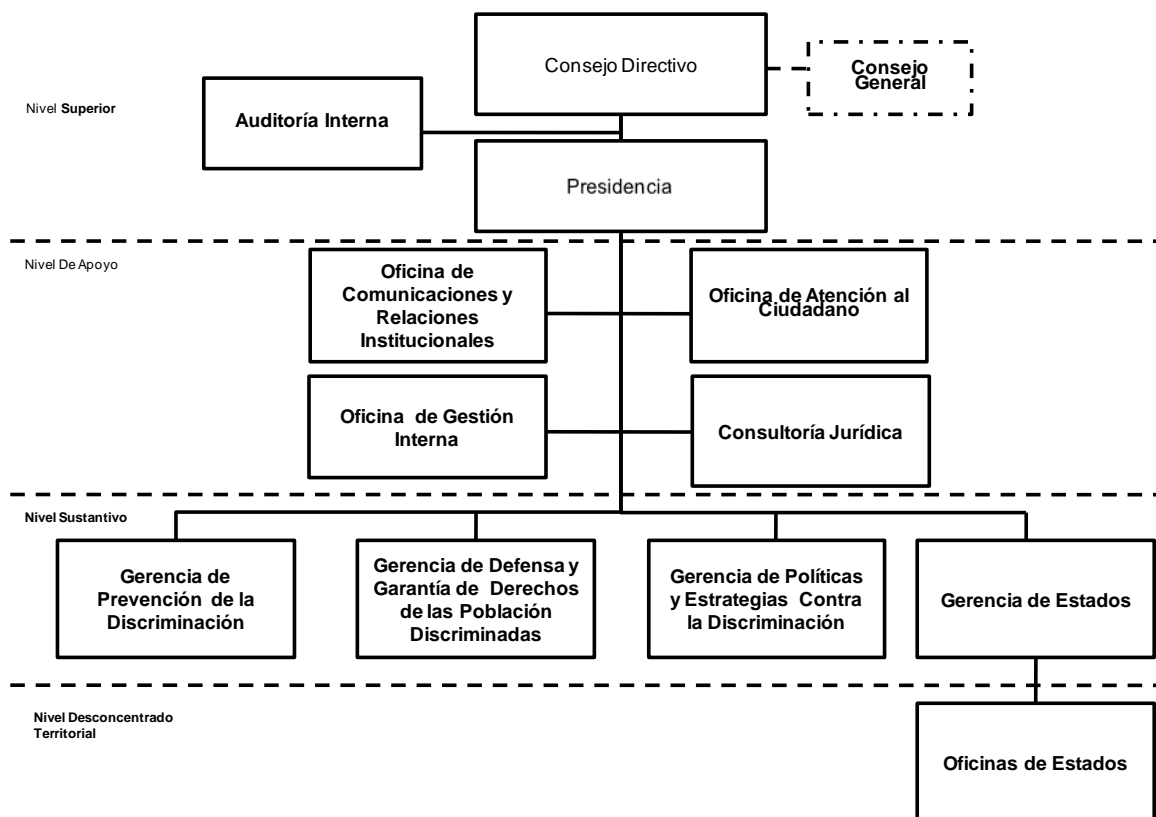 Consejo Directivo
Consejo
General
Nivel Superior
Auditoría Interna
Presidencia
Nivel De Apoyo
Oficina de
Comunicaciones y
Relaciones
Institucionales
Oficina de Atención al
Ciudadano
Oficina de Gestión
Interna
Consultoría Jurídica
Nivel Sustantivo
Gerencia de
Prevención de la
Discriminación
Gerencia de Defensa y
Garantía de Derechos
de las Población
Discriminadas
Gerencia de Políticas
y Estrategias Contra
la Discriminación
Gerencia de Estados
Nivel Desconcentrado
Territorial
Oficinas de Estados